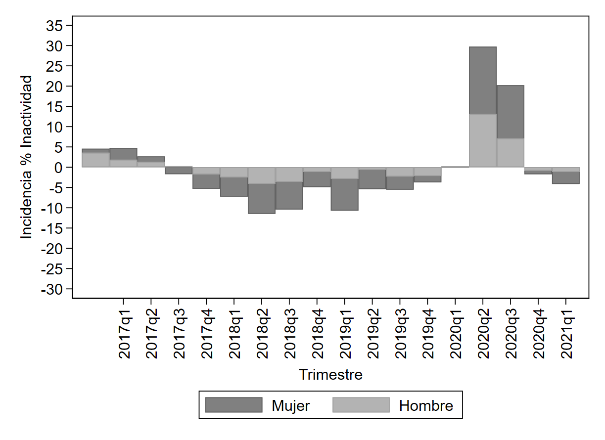 Incidencia % Inactividad
35
30
25
20
15
10
5
0
-5
-10
-15
-20
-25
-30
2017q1
2017q2
2017q3
2017q4
2018q1
2018q2
2018q3
2018q4
2019q1
2019q2
2019q3
2019q4
2020q1
2020q2
2020q3
2020q4
2021q1
Trimestre
Mujer
Hombre